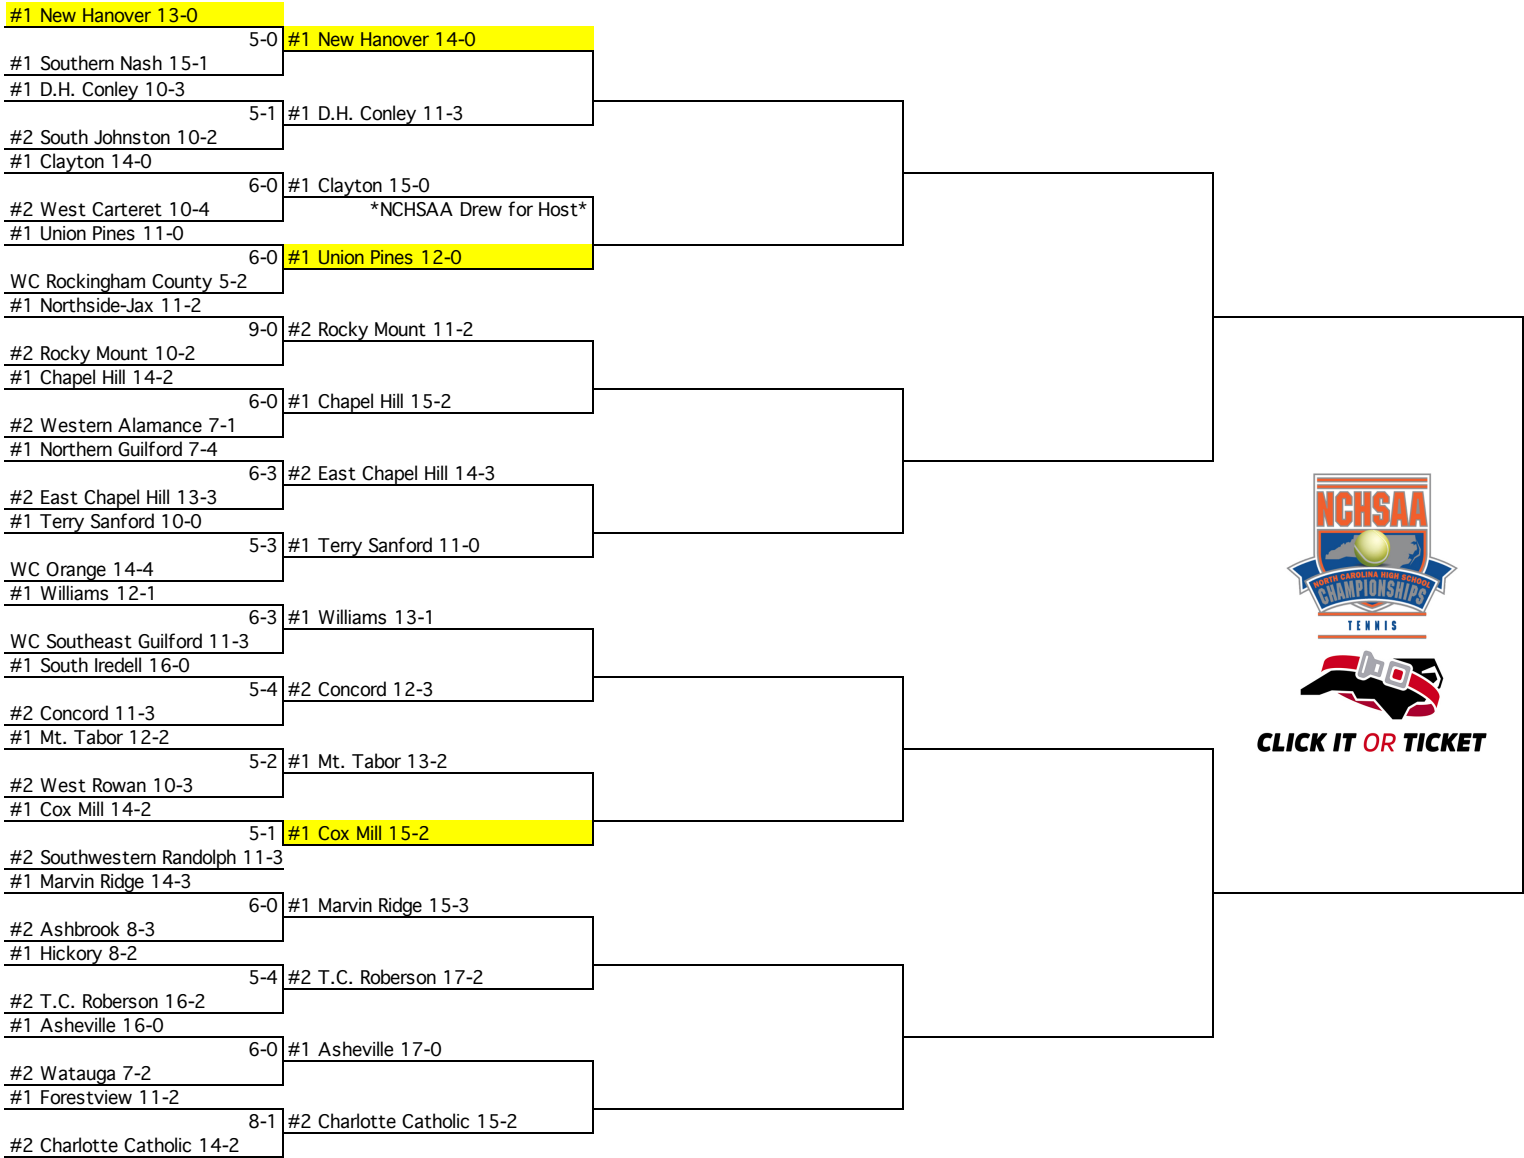 #1 New Hanover 13-0
5-0 #1 New Hanover 14-0
#1 Southern Nash 15-1
#1 D.H. Conley 10-3
5-1 #1 D.H. Conley 11-3
#2 South Johnston 10-2
#1 Clayton 14-0
6-0 #1 Clayton 15-0
#2 West Carteret 10-4
*NCHSAA Drew for Host*
#1 Union Pines 11-0
6-0 #1 Union Pines 12-0
WC Rockingham County 5-2
#1 Northside-Jax 11-2
9-0 #2 Rocky Mount 11-2
#2 Rocky Mount 10-2
#1 Chapel Hill 14-2
6-0 #1 Chapel Hill 15-2
#2 Western Alamance 7-1
#1 Northern Guilford 7-4
6-3 #2 East Chapel Hill 14-3
#2 East Chapel Hill 13-3
#1 Terry Sanford 10-0
5-3 #1 Terry Sanford 11-0
WC Orange 14-4
#1 Williams 12-1
6-3 #1 Williams 13-1
WC Southeast Guilford 11-3
#1 South Iredell 16-0
5-4 #2 Concord 12-3
#2 Concord 11-3
#1 Mt. Tabor 12-2
5-2 #1 Mt. Tabor 13-2
#2 West Rowan 10-3
#1 Cox Mill 14-2
5-1 #1 Cox Mill 15-2
#2 Southwestern Randolph 11-3
#1 Marvin Ridge 14-3
6-0 #1 Marvin Ridge 15-3
#2 Ashbrook 8-3
#1 Hickory 8-2
5-4 #2 T.C. Roberson 17-2
#2 T.C. Roberson 16-2
#1 Asheville 16-0
6-0 #1 Asheville 17-0
#2 Watauga 7-2
#1 Forestview 11-2
8-1 #2 Charlotte Catholic 15-2
#2 Charlotte Catholic 14-2
NCHSAA
NORTH CAROLINA HIGH SCHOOL
CHAMPIONSHIPS
TENNIS
CLICK IT OR TICKET